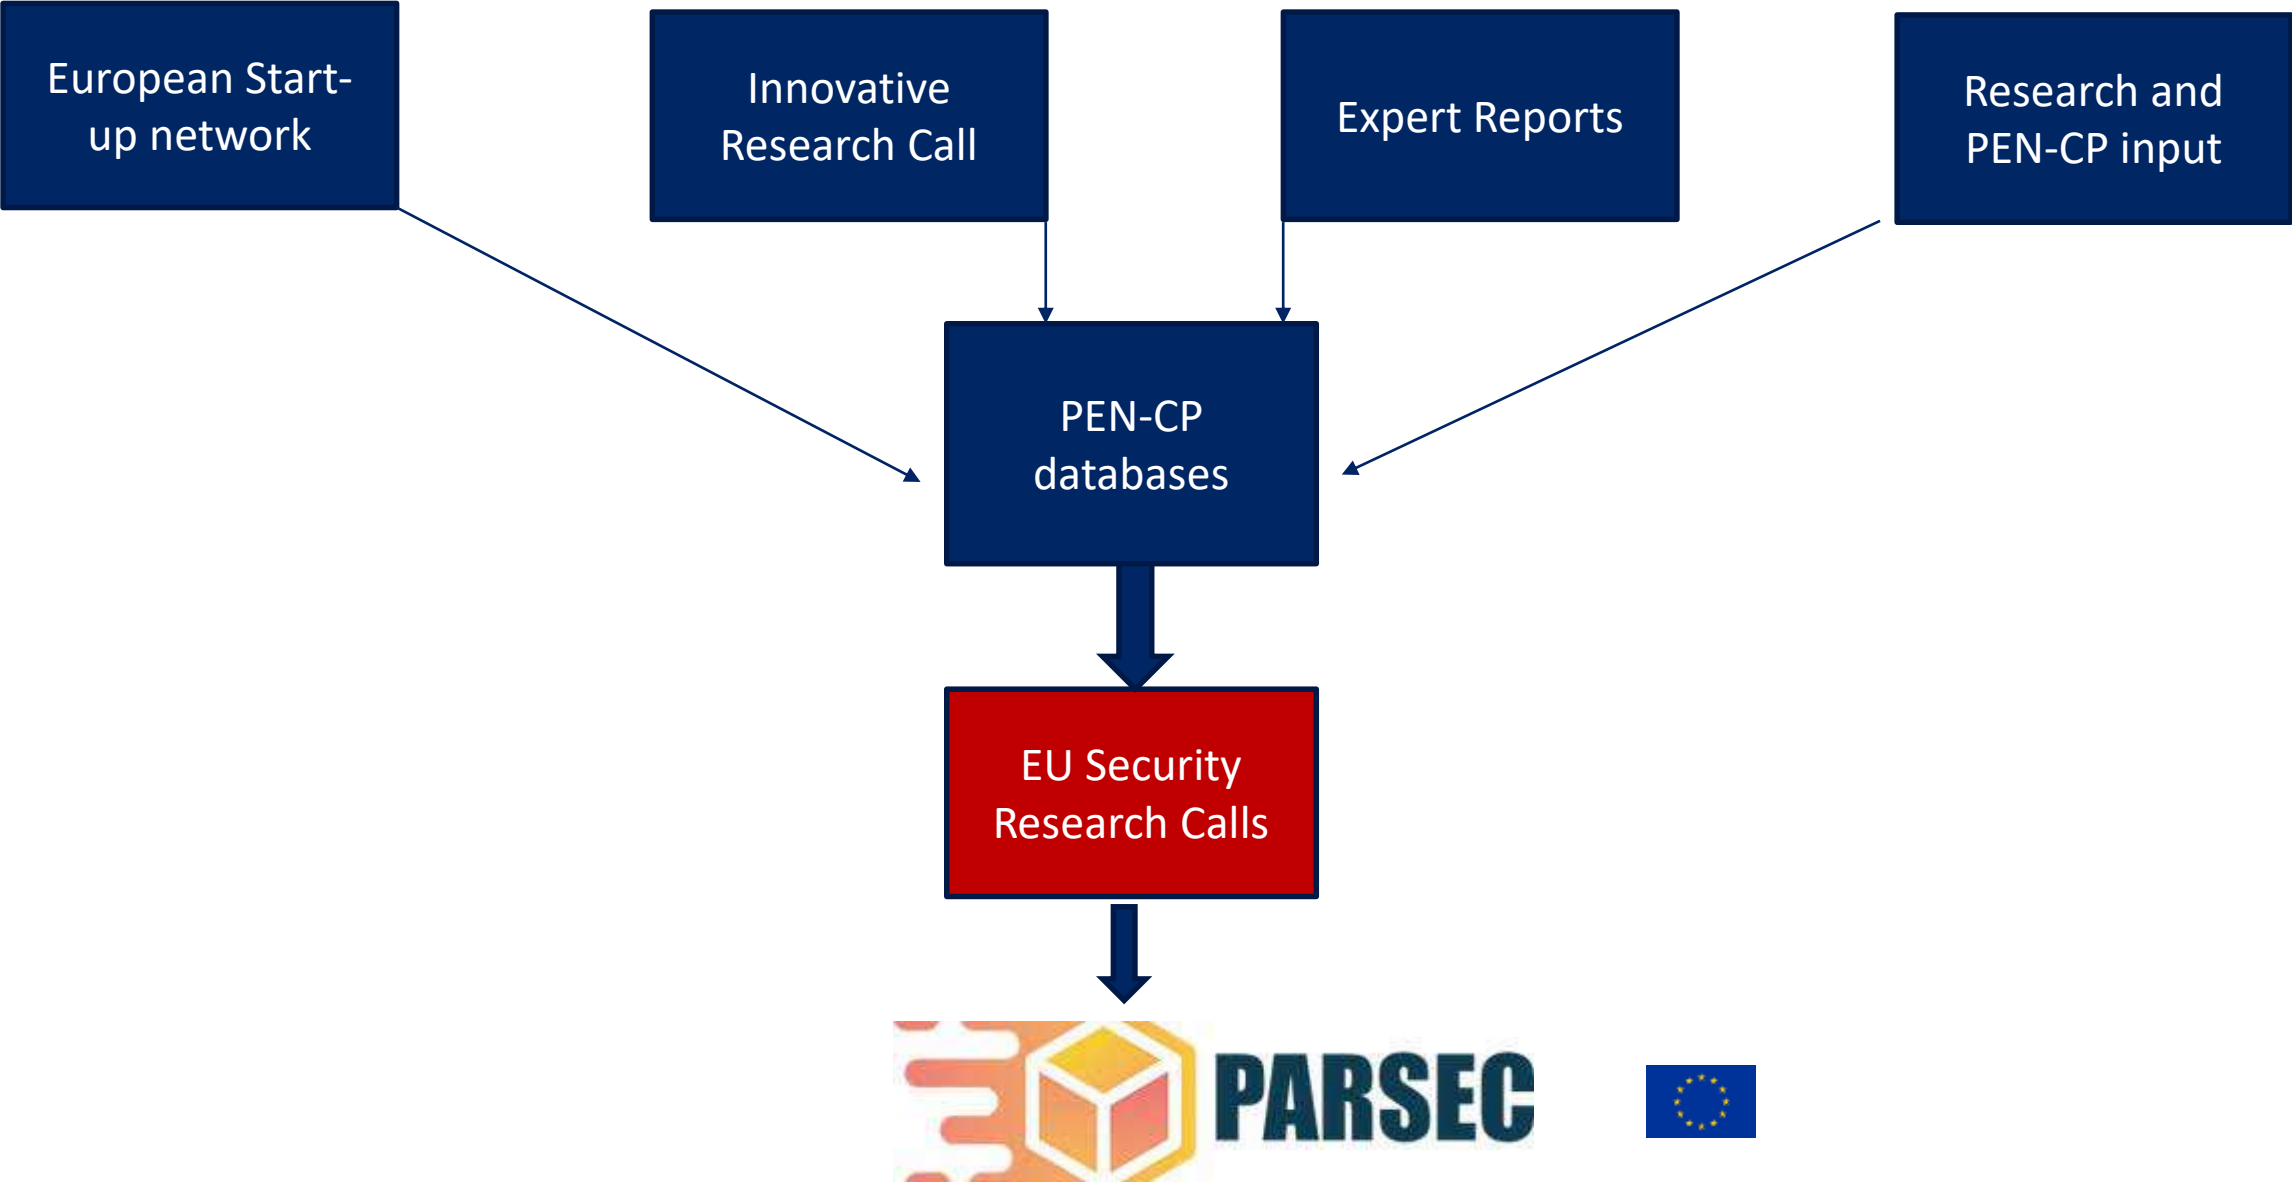 European Start-
up network
Innovative
Research Call
Expert Reports
Research and
PEN-CP input
PEN-CP
databases
EU Security
Research Calls
PARSEC